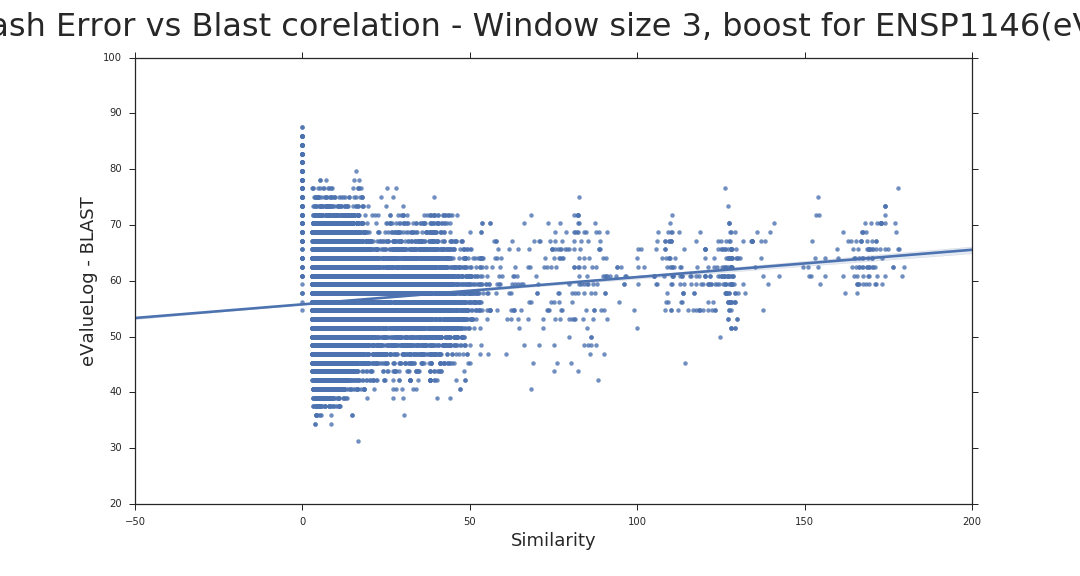 ash Error vs Blast corelation - Window size 3, boost for ENSP1146(eV
100
90
80
70
60
50
40
30
20
eValueLog - BLAST
−50 0 50 100 150 200
Similarity